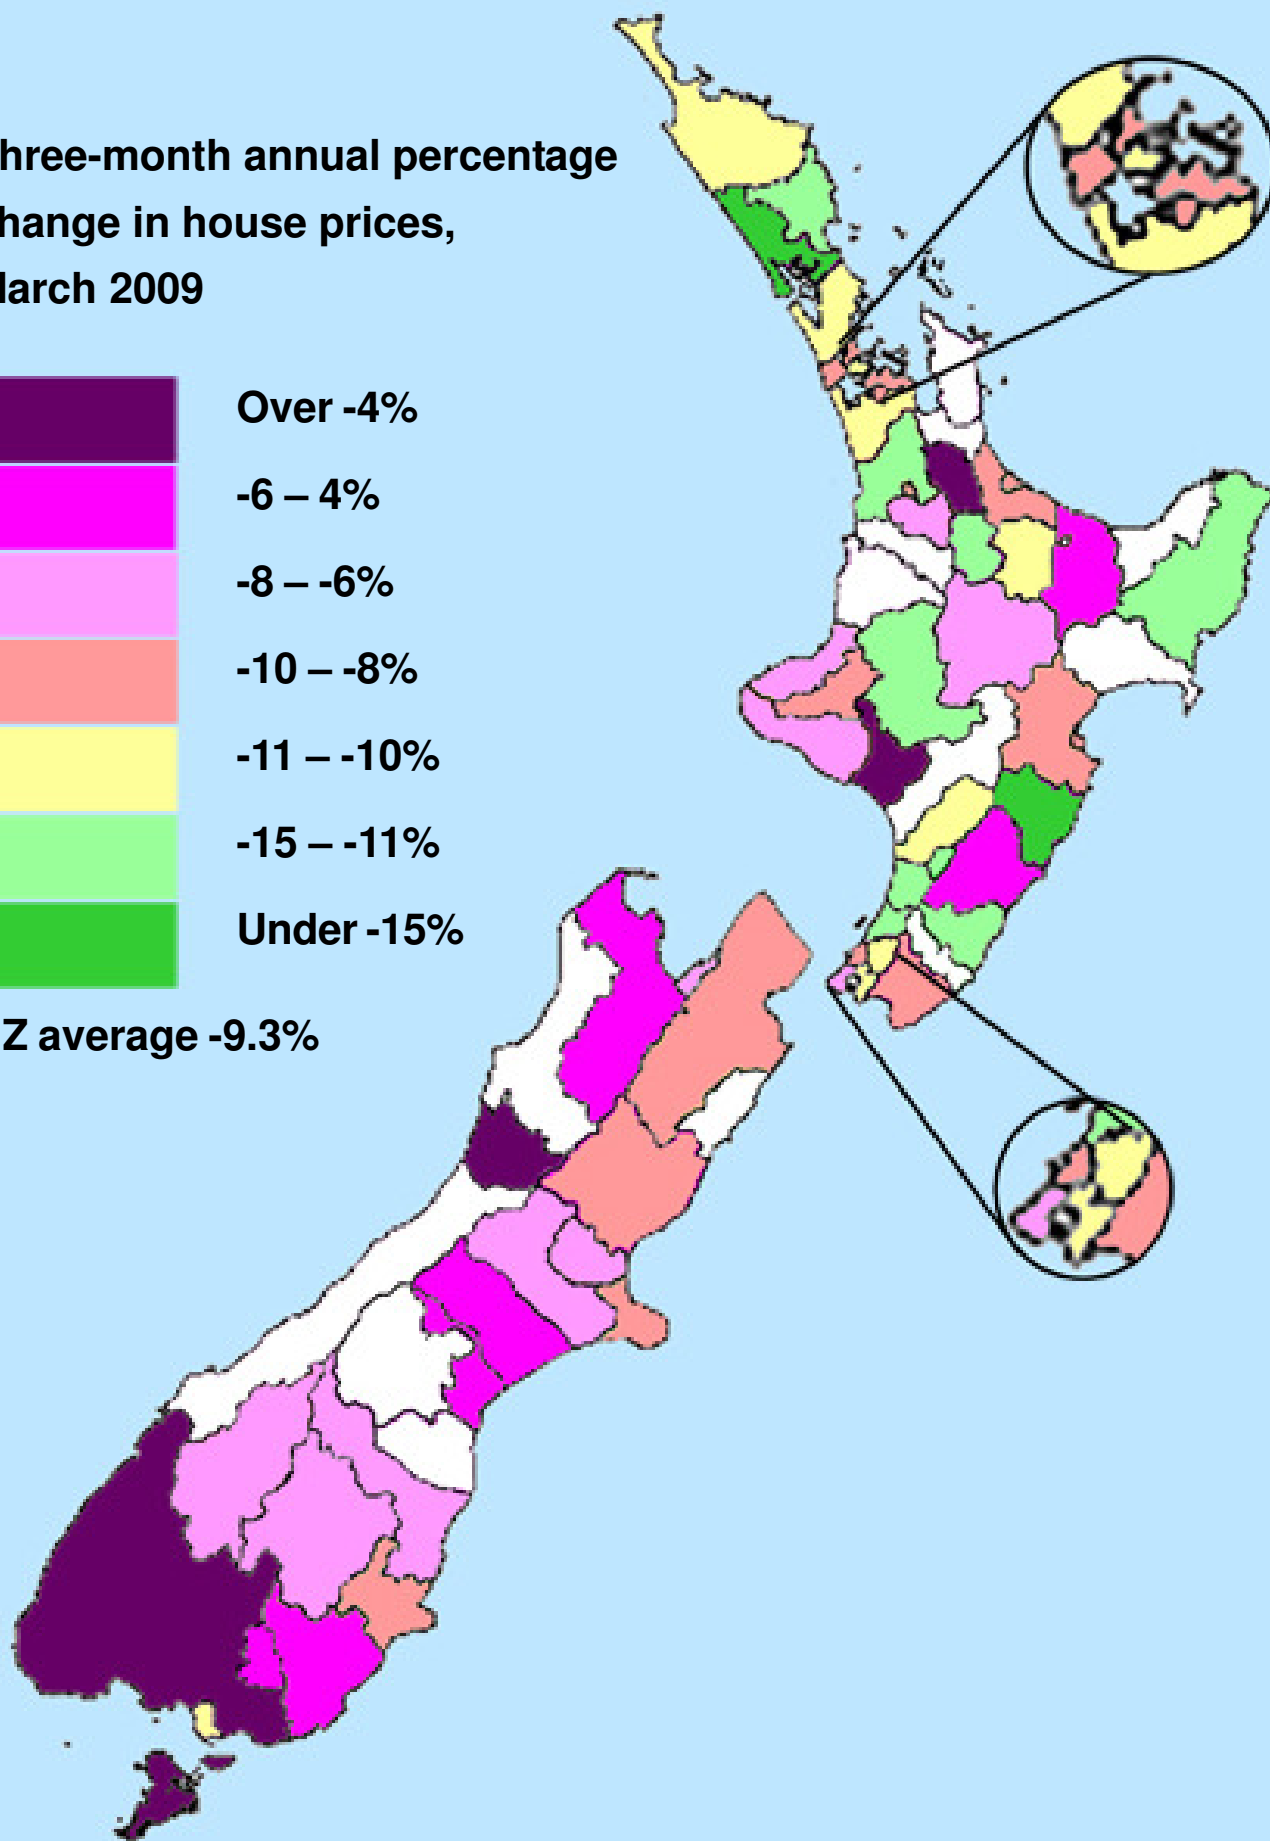 hree-month annual percentage
hange in house prices,
arch 2009
Over -4%
-6 – 4%
-8 – -6%
-10 – -8%
-11 – -10%
-15 – -11%
Under -15%
Z average -9.3%